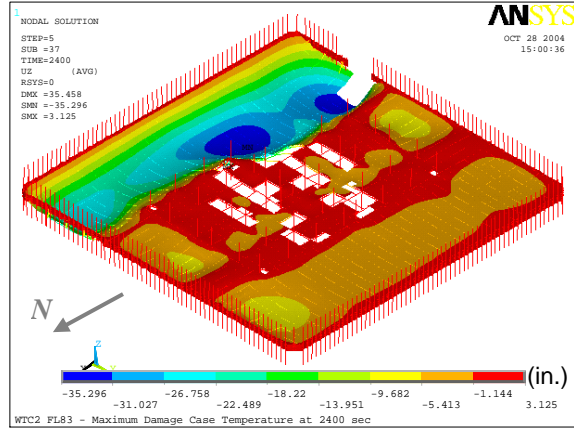 1
NODAL SOLUTION
ANSYS
STEP=5
SUB =37
TIME=2400
UZ (AVG)
RSYS=0
DMX =35.458
SMN =-35.296
SMX =3.125
OCT 28 2004
15:00:36
N
Z
(in.)
-35.296 -26.758 -18.22 -9.682 -1.144
-31.027 -22.489 -13.951 -5.413 3.125
WTC2 FL83 - Maximum Damage Case Temperature at 2400 sec